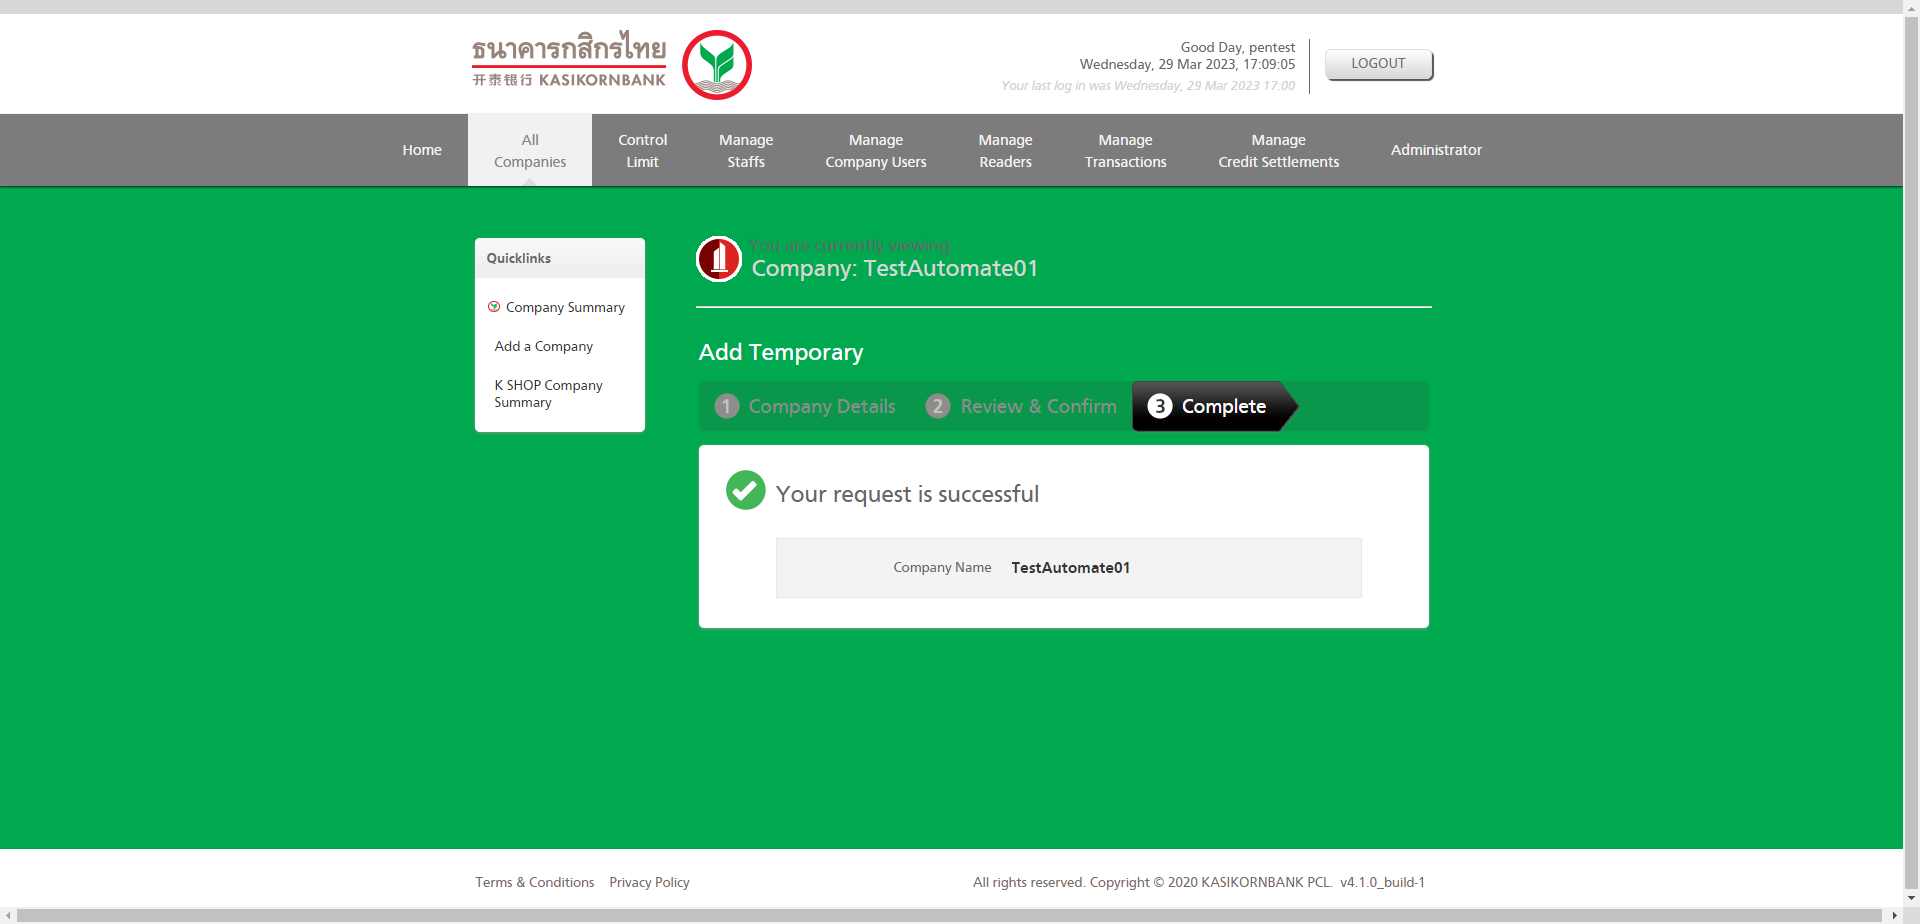 ธนาคารกสิกรไทย
开泰银行 KASIKORNBANK
Good Day, pentest
Wednesday, 29 Mar 2023, 17:09:05
Your last log in was Wednesday, 29 Mar 2023 17:00
LOGOUT
Home
All
Companies
Control
Limit
Manage
Staffs
Manage
Company Users
Manage
Readers
Manage
Transactions
Manage
Credit Settlements
Administrator
Quicklinks
Company Summary
Add a Company
K SHOP Company
Summary
You are currently viewing
Company: TestAutomate01
Add Temporary
1 Company Details
2 Review & Confirm
3 Complete
Your request is successful
Company Name TestAutomate01
Terms & Conditions Privacy Policy
All rights reserved. Copyright © 2020 KASIKORNBANK PCL. v4.1.0_build-1